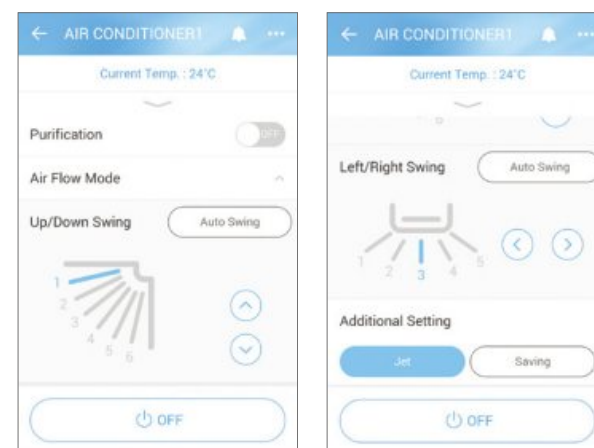 AIR CONDITIONER1
Current Temp. : 24°C
Purification
OFF
Air Flow Mode
Up/Down Swing
Auto Swing
1
2
3
4
5
6
OFF
AIR CONDITIONER1
Current Temp. : 24°C
6
Left/Right Swing
Auto Swing
1
2
3
4
5
Additional Setting
Jet
Saving
OFF